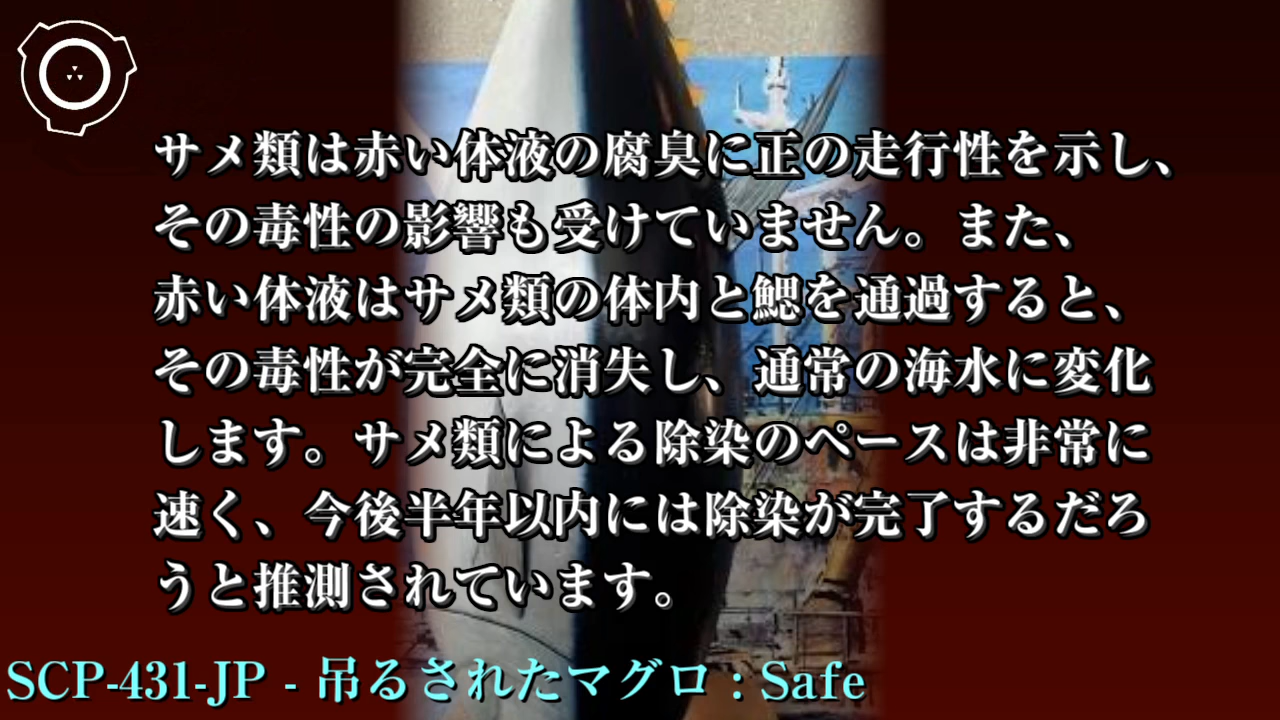 サメ類は赤い体液の腐臭に正の走行性を示し、
その毒性の影響も受けていません。また、
赤い体液はサメ類の体内と鰓を通過すると、
その毒性が完全に消失し、通常の海水に変化
します。サメ類による除染のペースは非常に
速く、今後半年以内には除染が完了するだろ
うと推測されています。
SCP-431-JP - 吊るされたマグロ : Safe